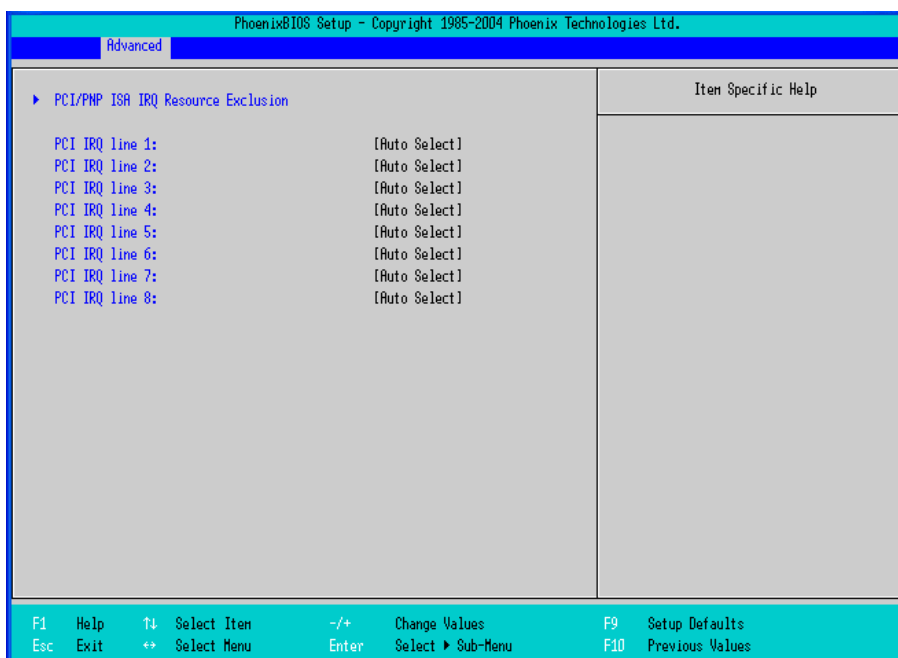 PhoenixBIOS Setup - Copyright 1985-2004 Phoenix Technologies Ltd.
Advanced
▶ PCI/PNP ISA IRQ Resource Exclusion
Item Specific Help
PCI IRQ line 1: [Auto Select]
PCI IRQ line 2: [Auto Select]
PCI IRQ line 3: [Auto Select]
PCI IRQ line 4: [Auto Select]
PCI IRQ line 5: [Auto Select]
PCI IRQ line 6: [Auto Select]
PCI IRQ line 7: [Auto Select]
PCI IRQ line 8: [Auto Select]
F1 Help ↑↓ Select Item -/+ Change Values F9 Setup Defaults
Esc Exit ↔ Select Menu Enter Select ▶ Sub-Menu F10 Previous Values